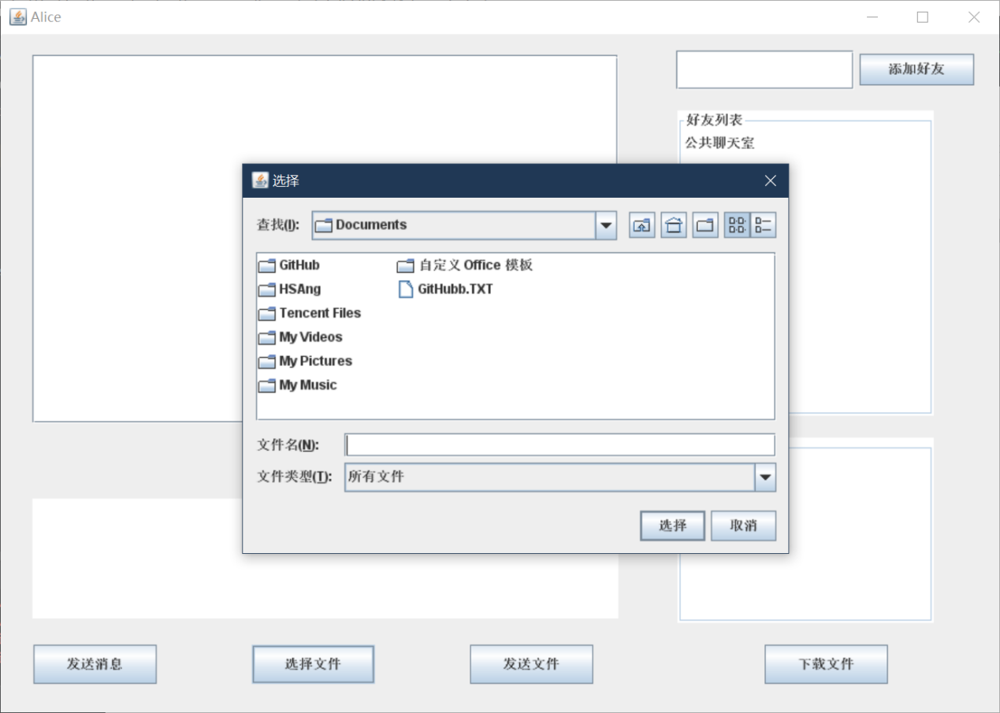 Alice
添加好友
好友列表
公共聊天室
选择
查找(I):
Documents
GitHub
HSAng
Tencent Files
My Videos
My Pictures
My Music
自定义 Office 模板
GitHubb.TXT
文件名(N):
文件类型(T):
所有文件
选择
取消
发送消息
选择文件
发送文件
下载文件